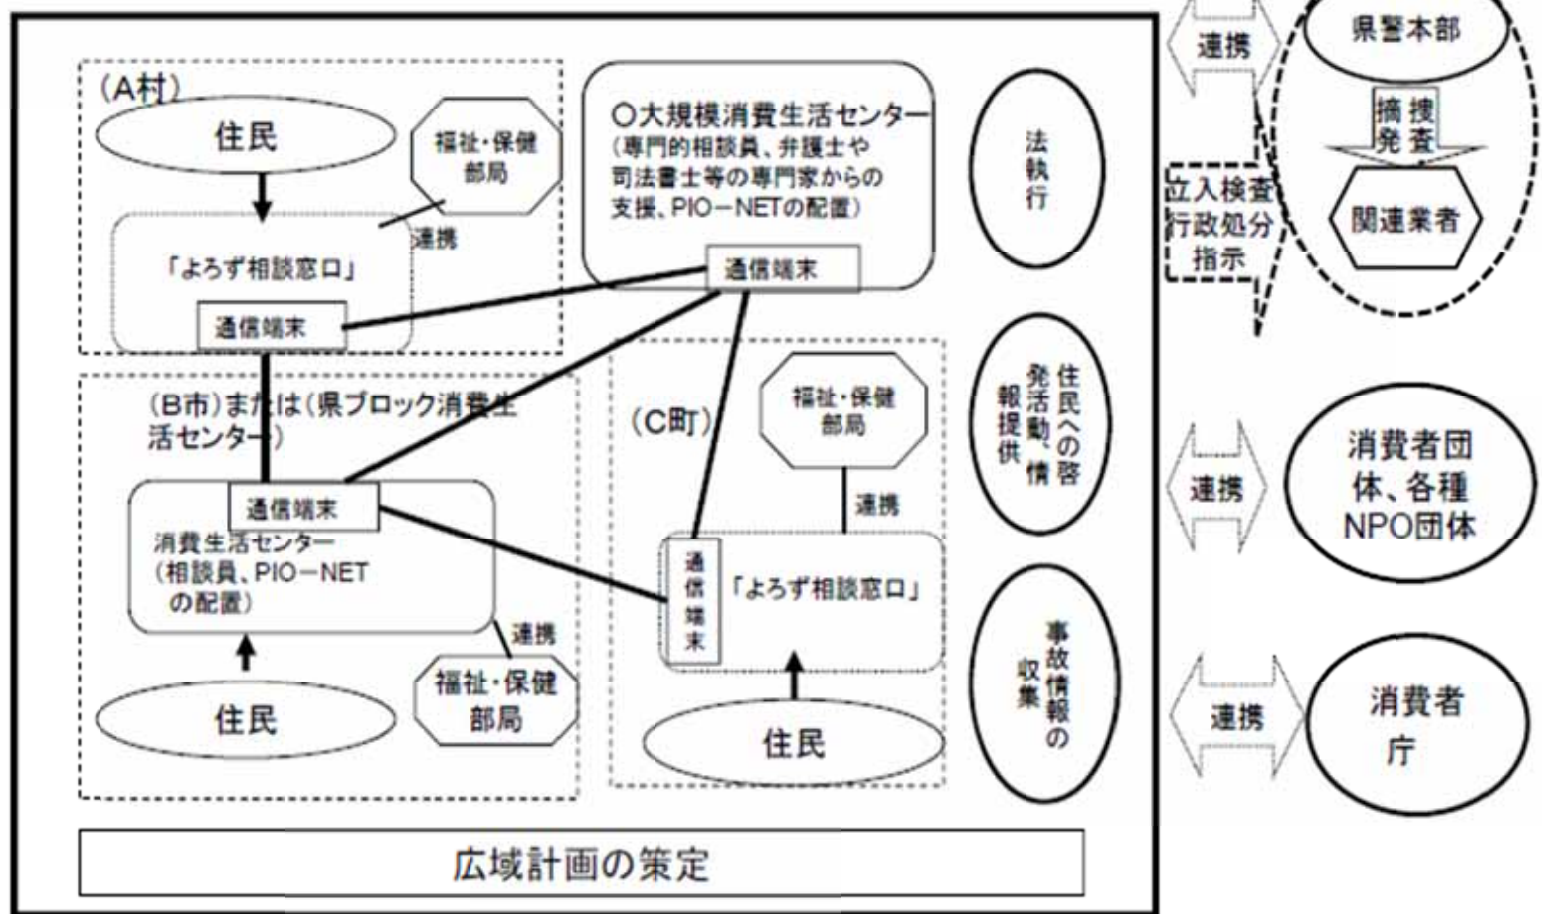 (A村)
住民
福祉・保健
部局
連携
「よろず相談窓口」
通信端末
○大規模消費生活センター
(専門的相談員、弁護士や
司法書士等の専門家からの
支援、PIO－NETの配置)
通信端末
(B市)または(県ブロック消費生
活センター)
通信端末
消費生活センター
(相談員、PIO－NET
の配置)
連携
福祉・保健
部局
住民
(C町)
福祉・保健
部局
連携
通信端末
「よろず相談窓口」
住民
法執行
住民への啓
発活動、情
報提供
事故情報の
収集
広域計画の策定
連携
県警本部
摘発
捜査
関連業者
立入検査
行政処分
指示
連携
消費者団
体、各種
NPO団体
連携
消費者
庁